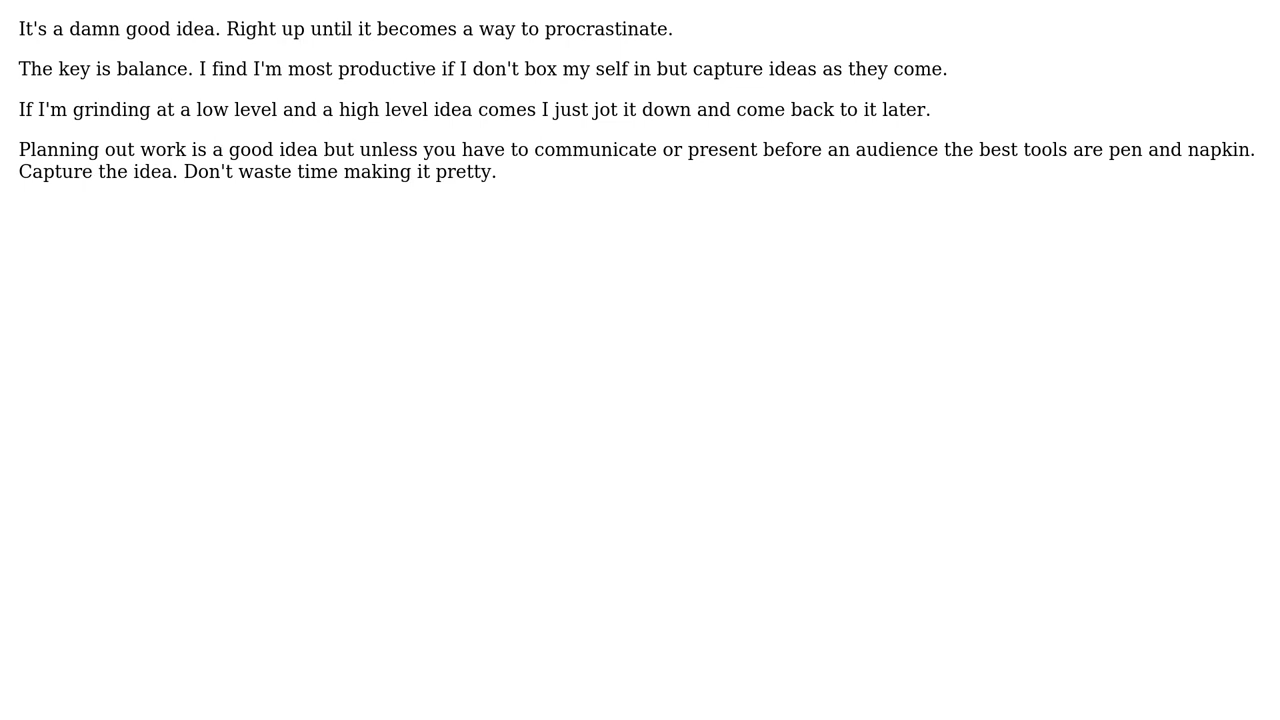 It's a damn good idea. Right up until it becomes a way to procrastinate.
The key is balance. I find I'm most productive if I don't box my self in but capture ideas as they come.
If I'm grinding at a low level and a high level idea comes I just jot it down and come back to it later.
Planning out work is a good idea but unless you have to communicate or present before an audience the best tools are pen and napkin.
Capture the idea. Don't waste time making it pretty.